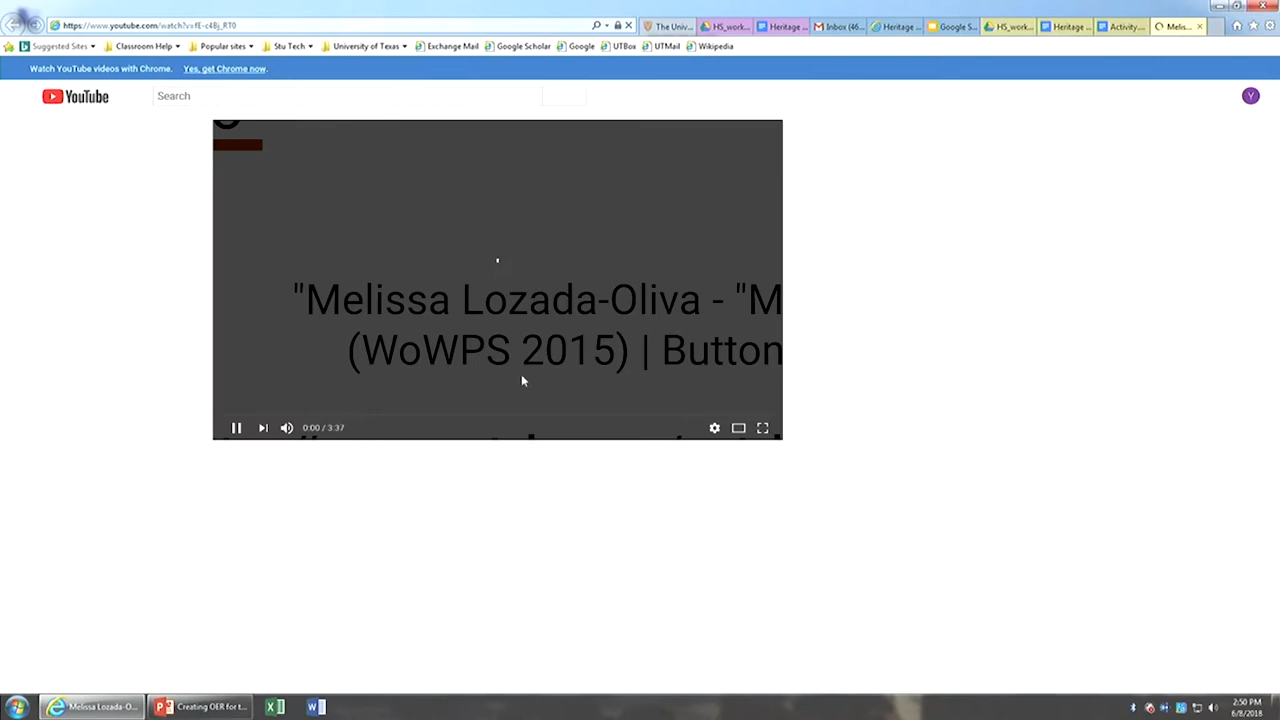 https://www.youtube.com/watch?v=fE-c4Bj_RT0
The Univ...
HS_work...
Heritage ...
Inbox (46...
Heritage ...
Google S...
HS_work...
Heritage ...
Activity...
Melis...
Suggested Sites
Classroom Help
Popular sites
Stu Tech
University of Texas
Exchange Mail
Google Scholar
Google
UTBox
UTMail
Wikipedia
Watch YouTube videos with Chrome. Yes, get Chrome now.
YouTube
Search
Y
"Melissa Lozada-Oliva - "M
(WoWPS 2015) | Button
0:00 / 3:37
Melissa Lozada-O...
Creating OER for t...
2:50 PM
6/8/2018